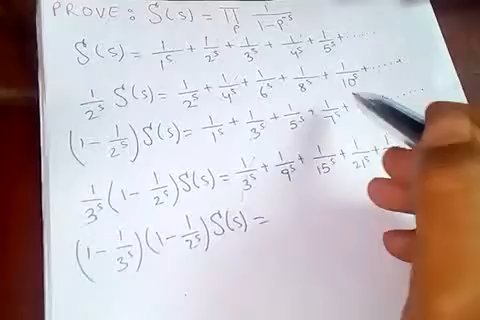 PROVE: S(s) = ∏_p 1/(1-p^-s)
S(s) = 1/1^s + 1/2^s + 1/3^s + 1/4^s + 1/5^s + ......
1/2^s S(s) = 1/2^s + 1/4^s + 1/6^s + 1/8^s + 1/10^s + .....
(1 - 1/2^s) S(s) = 1/1^s + 1/3^s + 1/5^s + 1/7^s + ......
1/3^s (1 - 1/2^s) S(s) = 1/3^s + 1/9^s + 1/15^s + 1/21^s +
(1 - 1/3^s)(1 - 1/2^s) S(s) =